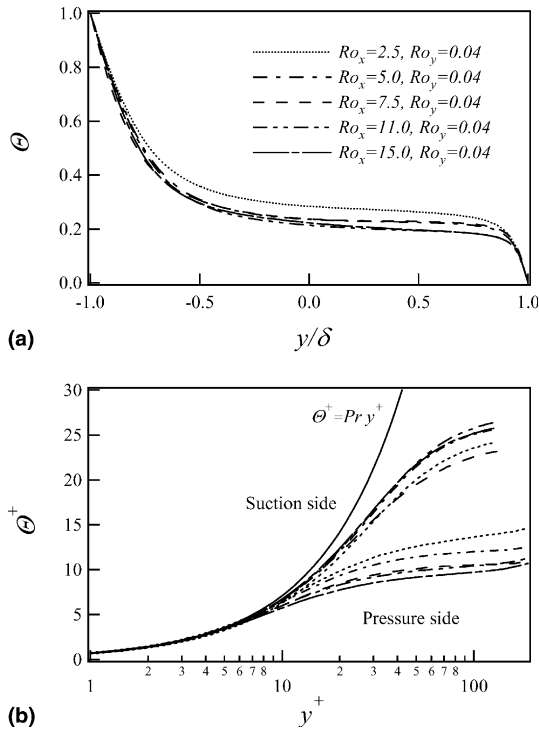 1.0
0.8
0.6
0.4
0.2
0.0
Θ
Ro_x=2.5, Ro_y=0.04
Ro_x=5.0, Ro_y=0.04
Ro_x=7.5, Ro_y=0.04
Ro_x=11.0, Ro_y=0.04
Ro_x=15.0, Ro_y=0.04
-1.0 -0.5 0.0 0.5 1.0
(a)
y/δ
30
25
20
15
10
5
0
Θ⁺
Θ⁺=Pr y⁺
Suction side
Pressure side
1 2 3 4 5 6 7 8 10 2 3 4 5 6 7 8 100
(b)
y⁺